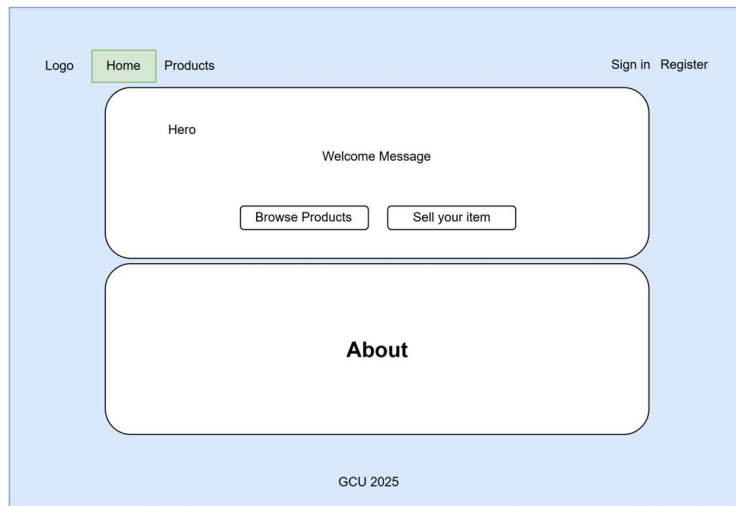 Logo Home Products Sign in Register
Hero
Welcome Message
Browse Products Sell your item
About
GCU 2025